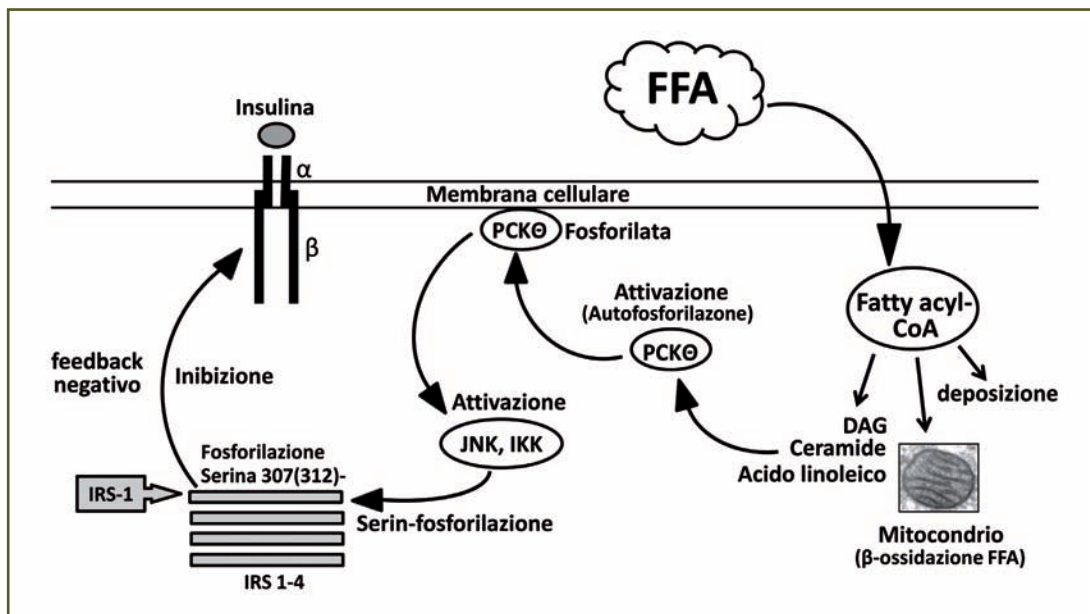 FFA
Insulina
α
Membrana cellulare
PCKΘ
Fosforilata
β
Attivazione
(Autofosforilazone)
PCKΘ
Fatty acyl-
CoA
feedback
negativo
Inibizione
Attivazione
JNK, IKK
deposizione
DAG
Ceramide
Acido linoleico
Fosforilazione
Serina 307(312)-
IRS-1
Serin-fosforilazione
IRS 1-4
Mitocondrio
(β-ossidazione FFA)